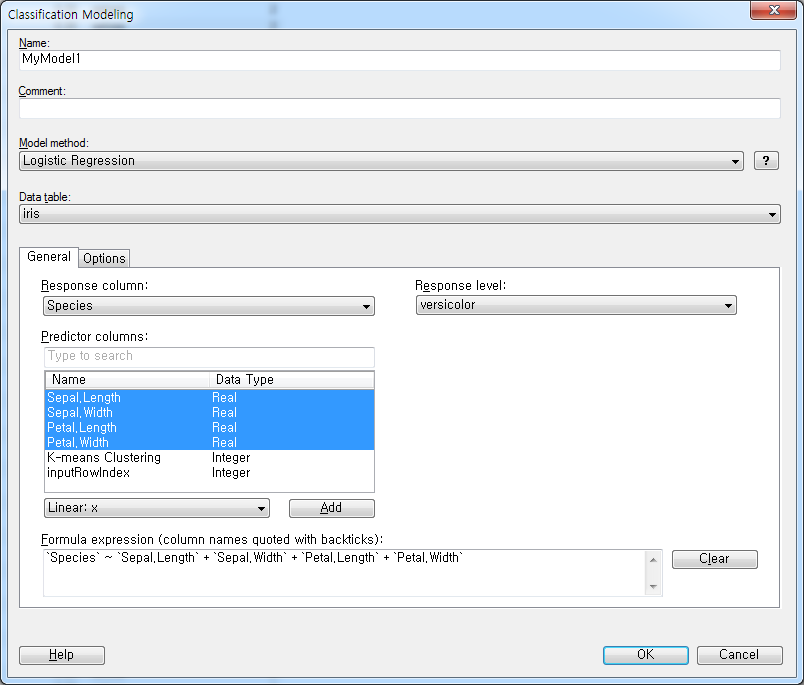 Classification Modeling
Name:
MyModel1
Comment:
Model method:
Logistic Regression
?
Data table:
iris
General
Options
Response column:
Response level:
Species
versicolor
Predictor columns:
Type to search
Name Data Type
Sepal.Length Real
Sepal.Width Real
Petal.Length Real
Petal.Width Real
K-means Clustering Integer
inputRowIndex Integer
Linear: x
Add
Formula expression (column names quoted with backticks):
`Species` ~ `Sepal.Length` + `Sepal.Width` + `Petal.Length` + `Petal.Width`
Clear
Help
OK
Cancel